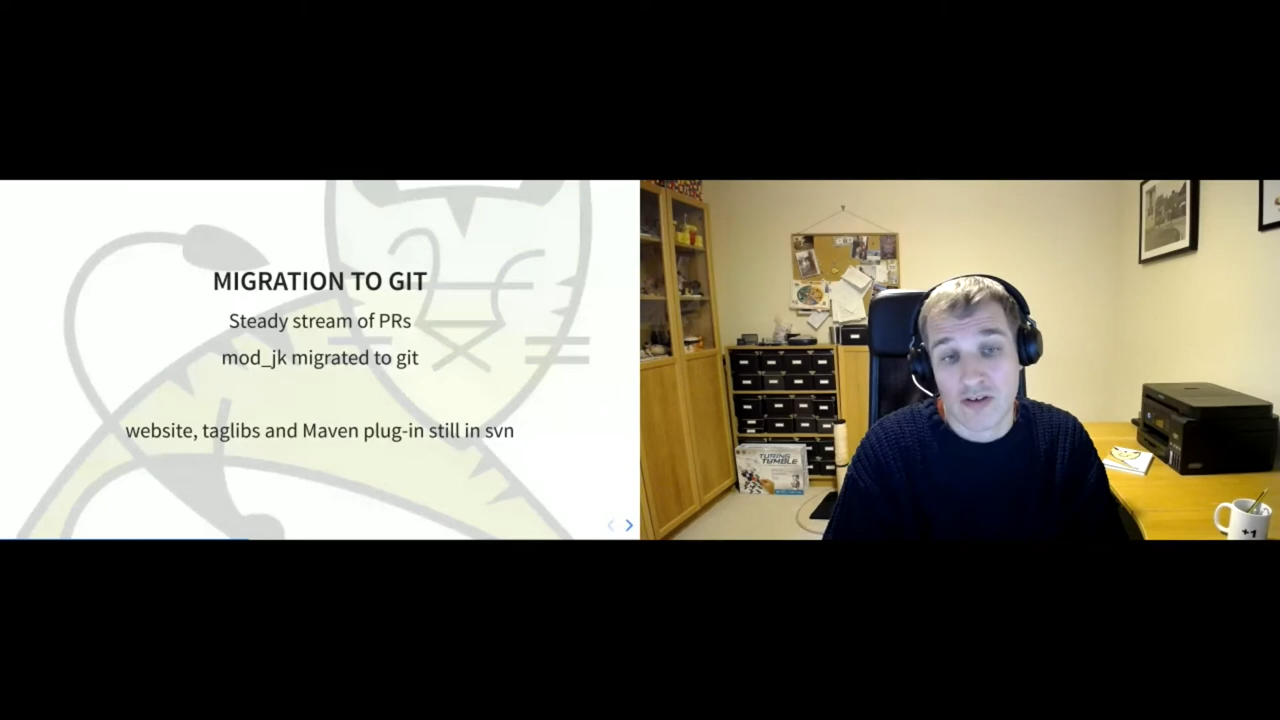 MIGRATION TO GIT
Steady stream of PRs
mod_jk migrated to git
website, taglibs and Maven plug-in still in svn
TURING
TUMBLE
+1